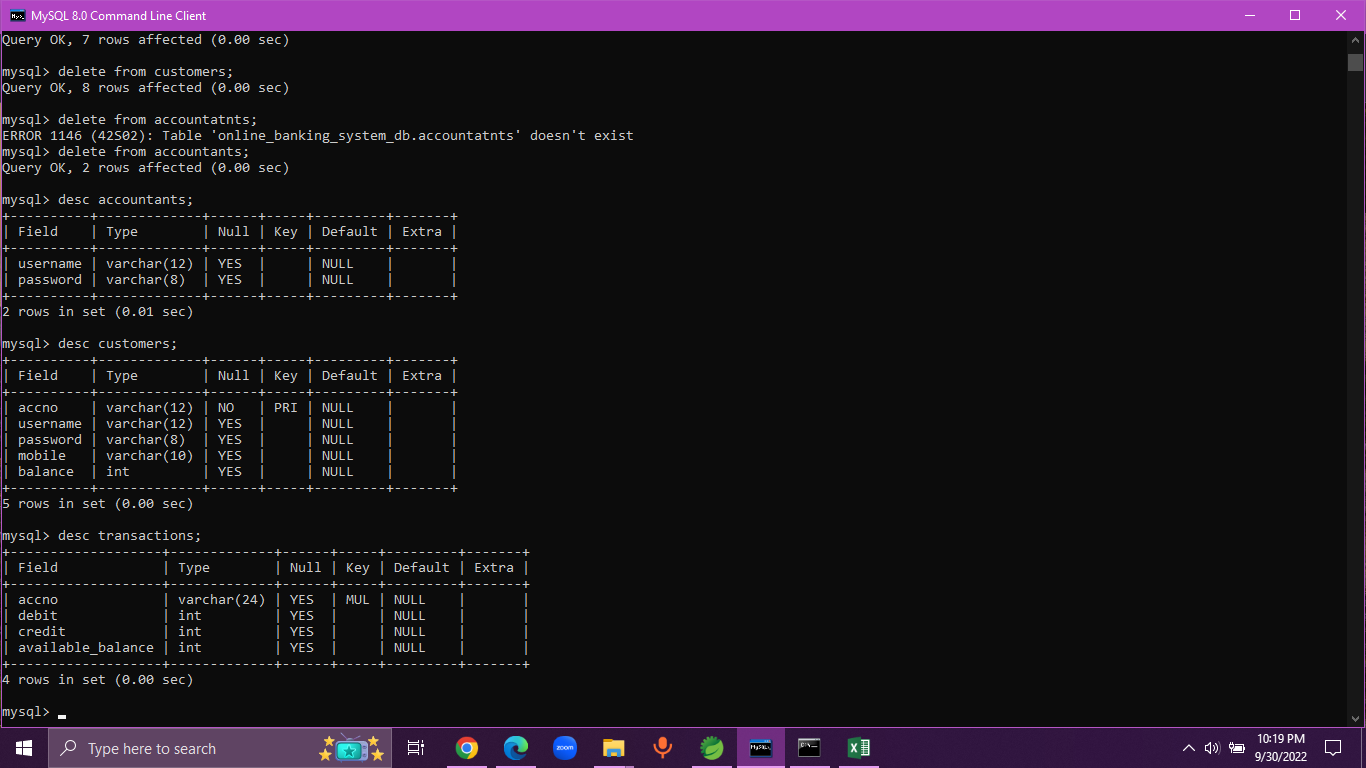 MySQL 8.0 Command Line Client
Query OK, 7 rows affected (0.00 sec)
mysql> delete from customers;
Query OK, 8 rows affected (0.00 sec)
mysql> delete from accountatnts;
ERROR 1146 (42S02): Table 'online_banking_system_db.accountatnts' doesn't exist
mysql> delete from accountants;
Query OK, 2 rows affected (0.00 sec)
mysql> desc accountants;
+----------+-------------+------+-----+---------+-------+
| Field    | Type        | Null | Key | Default | Extra |
+----------+-------------+------+-----+---------+-------+
| username | varchar(12) | YES  |     | NULL    |       |
| password | varchar(8)  | YES  |     | NULL    |       |
+----------+-------------+------+-----+---------+-------+
2 rows in set (0.01 sec)
mysql> desc customers;
+----------+-------------+------+-----+---------+-------+
| Field    | Type        | Null | Key | Default | Extra |
+----------+-------------+------+-----+---------+-------+
| accno    | varchar(12) | NO   | PRI | NULL    |       |
| username | varchar(12) | YES  |     | NULL    |       |
| password | varchar(8)  | YES  |     | NULL    |       |
| mobile   | varchar(10) | YES  |     | NULL    |       |
| balance  | int         | YES  |     | NULL    |       |
+----------+-------------+------+-----+---------+-------+
5 rows in set (0.00 sec)
mysql> desc transactions;
+-------------------+-------------+------+-----+---------+-------+
| Field             | Type        | Null | Key | Default | Extra |
+-------------------+-------------+------+-----+---------+-------+
| accno             | varchar(24) | YES  | MUL | NULL    |       |
| debit             | int         | YES  |     | NULL    |       |
| credit            | int         | YES  |     | NULL    |       |
| available_balance | int         | YES  |     | NULL    |       |
+-------------------+-------------+------+-----+---------+-------+
4 rows in set (0.00 sec)
mysql>
Type here to search
zoom
10:19 PM
9/30/2022